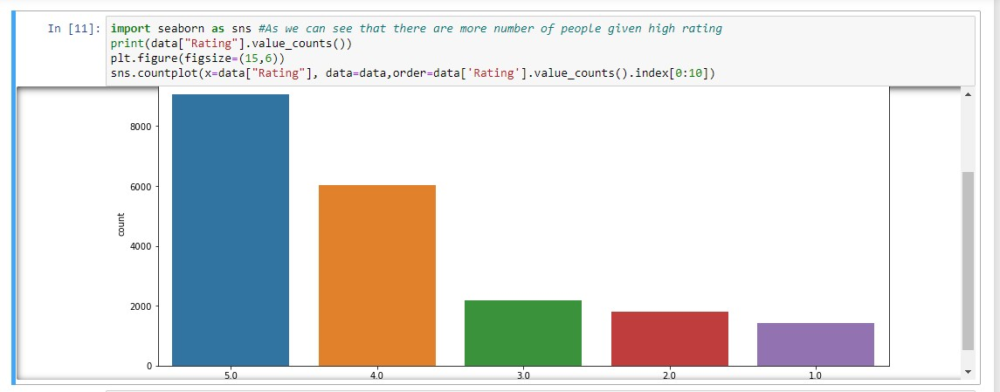 In [11]: import seaborn as sns #As we can see that there are more number of people given high rating
print(data["Rating"].value_counts())
plt.figure(figsize=(15,6))
sns.countplot(x=data["Rating"], data=data,order=data['Rating'].value_counts().index[0:10])
8000
6000
4000
2000
0
count
5.0 4.0 3.0 2.0 1.0